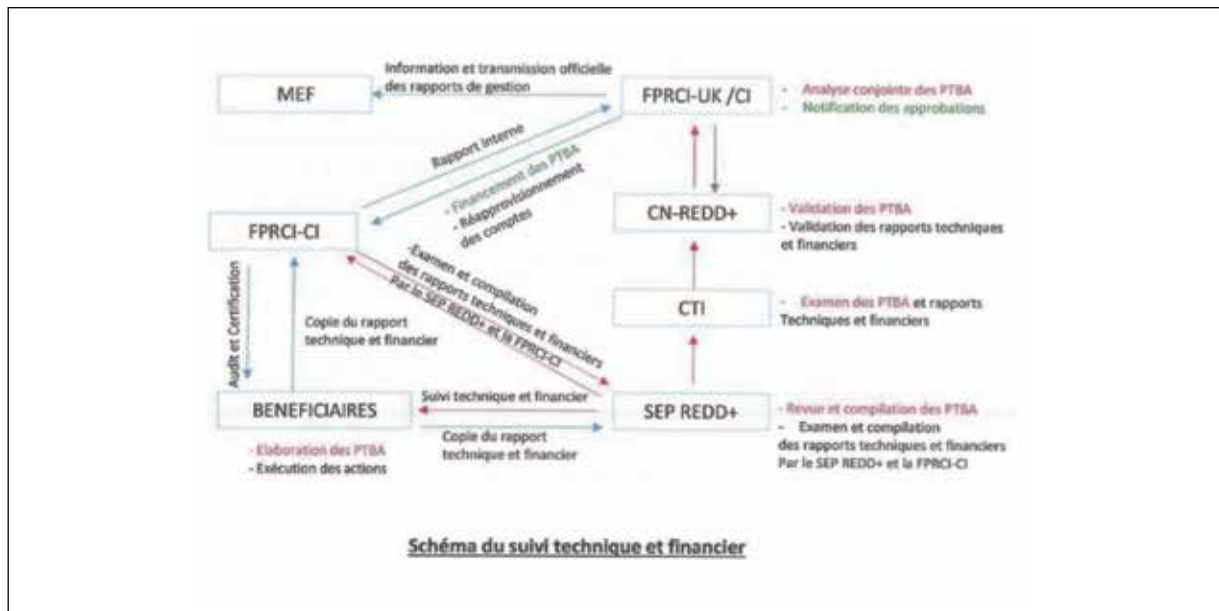 Information et transmission officielle
des rapports de gestion
MEF
FPRCI-UK /CI
- Analyse conjointe des PTBA
- Notification des approbations
Rapport interne
- Financement des PTBA
- Réapprovisionnement
des comptes
CN-REDD+
- Validation des PTBA
- Validation des rapports techniques
et financiers
FPRCI-CI
-Examen et compilation
des rapports techniques et financiers
Par le SEP REDD+ et la FPRCI-CI
CTI
- Examen des PTBA et rapports
Techniques et financiers
Audit et Certification
Copie du rapport
technique et financier
BENEFICIAIRES
Suivi technique et financier
SEP REDD+
- Revue et compilation des PTBA
- Examen et compilation
des rapports techniques et financiers
Par le SEP REDD+ et la FPRCI-CI
- Elaboration des PTBA
- Exécution des actions
Copie du rapport
technique et financier
Schéma du suivi technique et financier